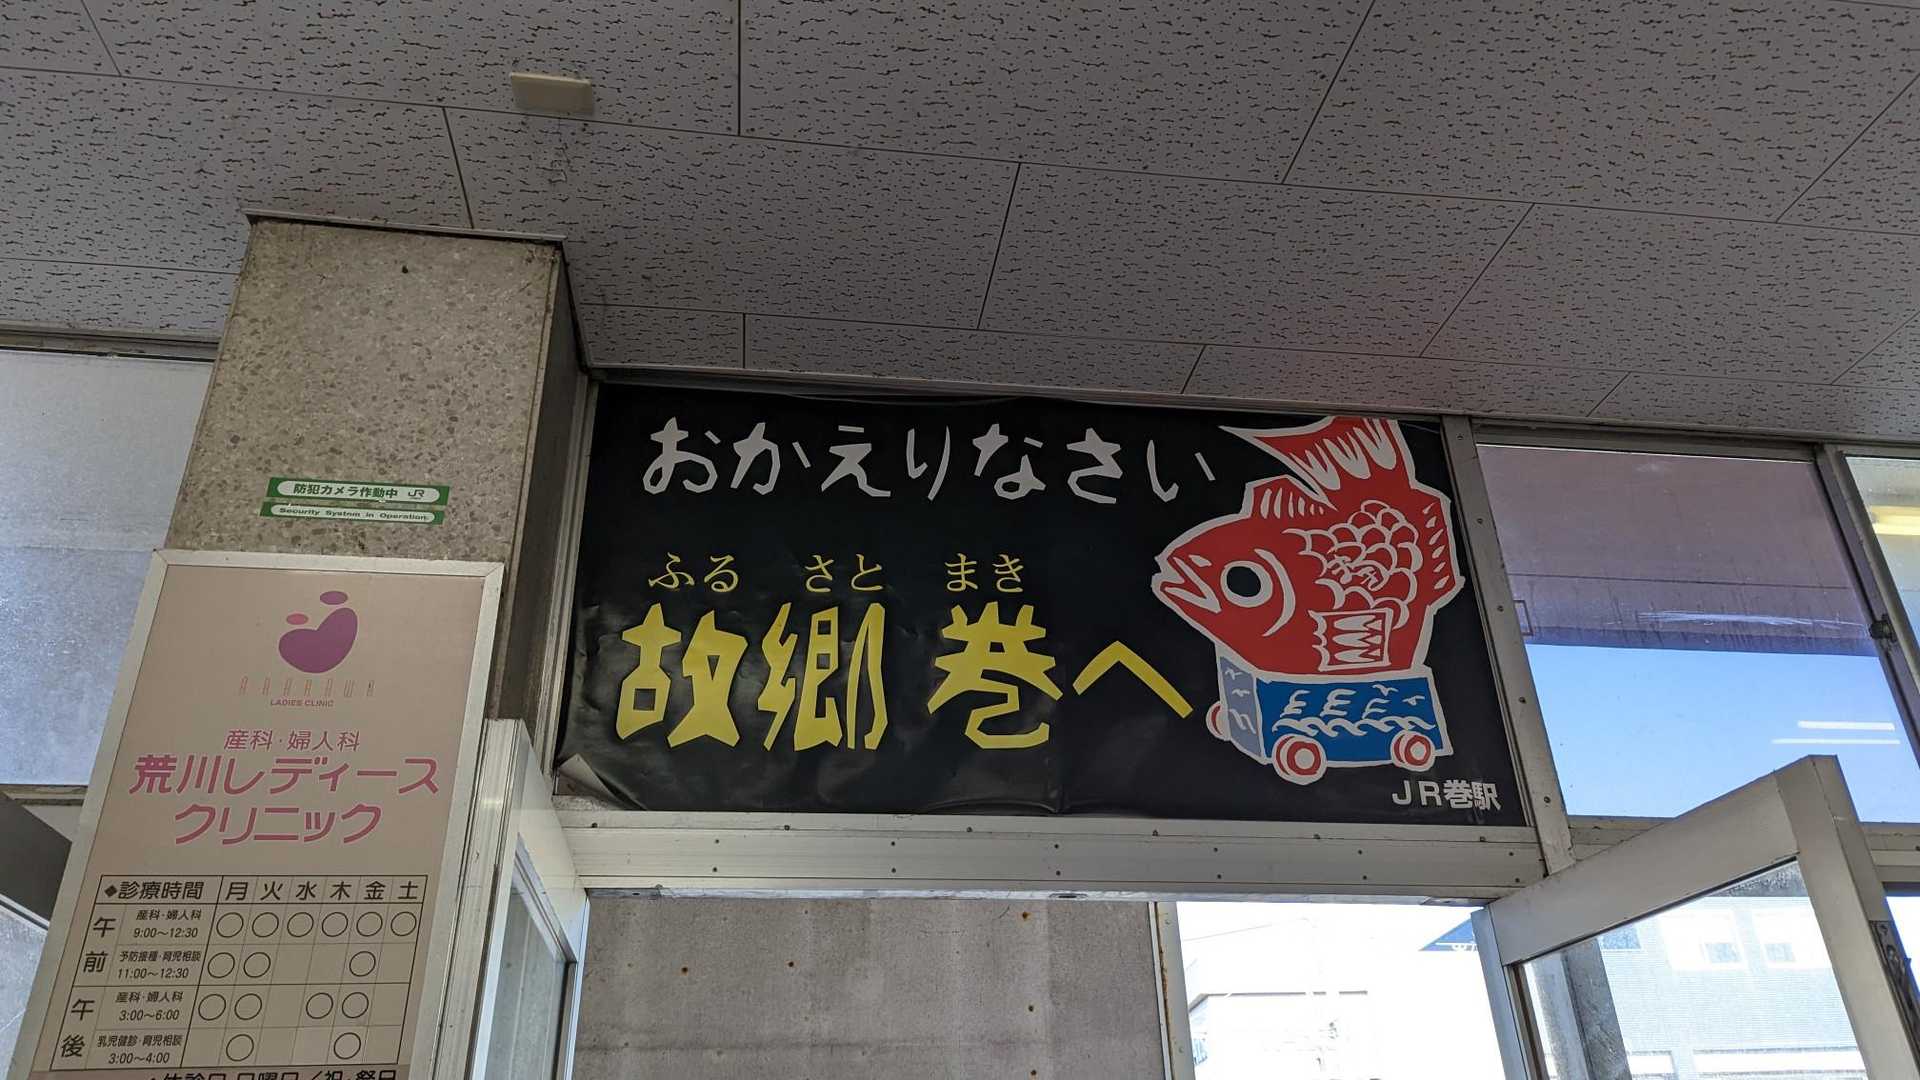 おかえりなさい
ふる さと まき
故郷 巻へ
JR巻駅
防犯カメラ作動中 JR
Security System in Operation
LADIES CLINIC
産科・婦人科
荒川レディース
クリニック
◆診療時間 月 火 水 木 金 土
午前 産科・婦人科 9:00～12:30 ○ ○ ○ ○ ○ ○
予防接種・育児相談 11:00～12:30 ○ ○ ○
午後 産科・婦人科 3:00～6:00 ○ ○ ○ ○
乳児健診・育児相談 3:00～4:00 ○ ○